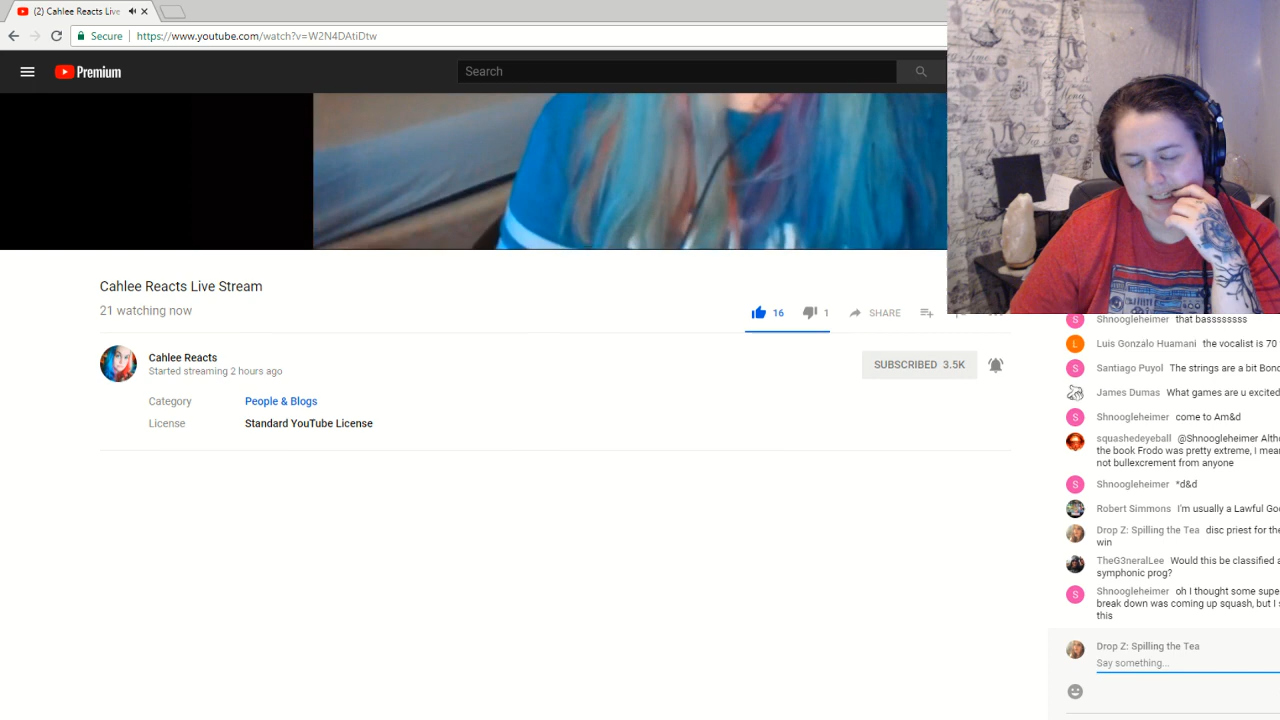 (2) Cahlee Reacts Live
Secure https://www.youtube.com/watch?v=W2N4DAtiDtw
Premium
Search
Cahlee Reacts Live Stream
21 watching now
16 1 SHARE
Cahlee Reacts
Started streaming 2 hours ago
SUBSCRIBED 3.5K
Category People & Blogs
License Standard YouTube License
S Shnoogleheimer that basssssssss
L Luis Gonzalo Huamani the vocalist is 70
S Santiago Puyol The strings are a bit
James Dumas What games are u excited
S Shnoogleheimer come to Am&d
squashedeyeball @Shnoogleheimer
the book Frodo was pretty extreme, i
not bullexcrement from anyone
S Shnoogleheimer *d&d
Robert Simmons I'm usually a Lawful
Drop Z: Spilling the Tea disc priest for the
win
TheG3neralLee Would this be classified
symphonic prog?
S Shnoogleheimer oh I thought some
break down was coming up squash, but I
this
Drop Z: Spilling the Tea
Say something...